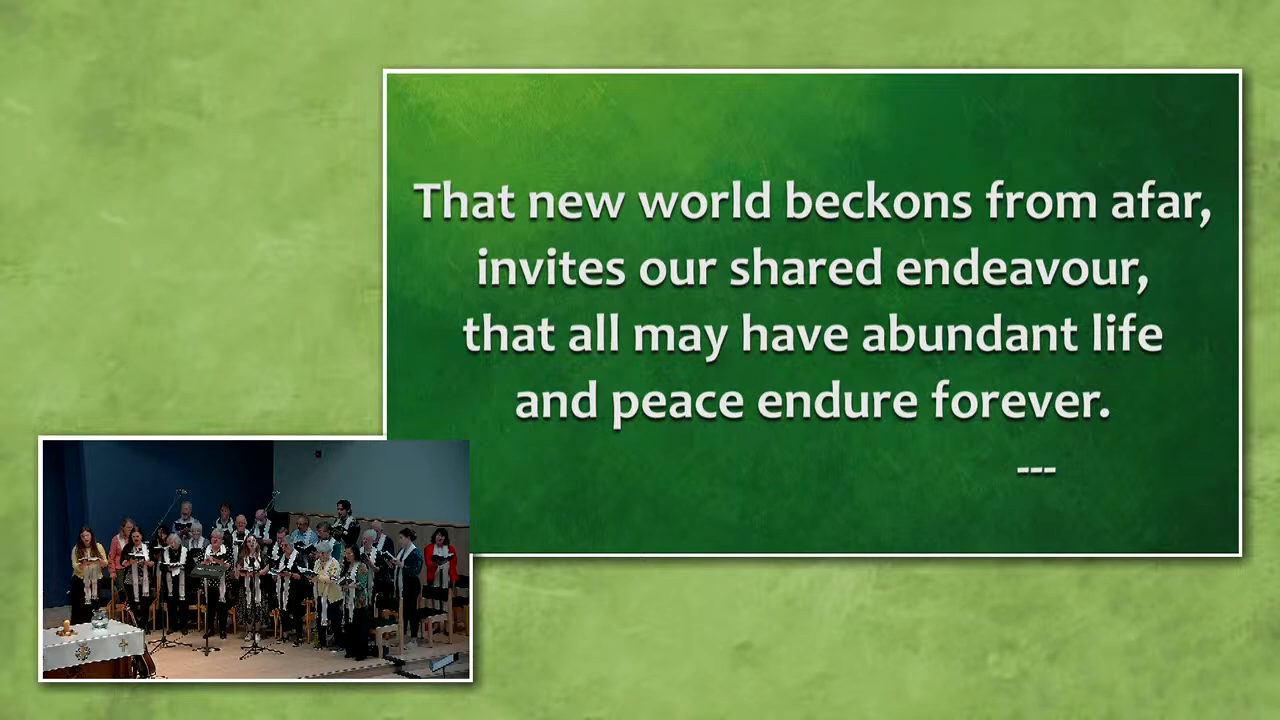 That new world beckons from afar,
invites our shared endeavour,
that all may have abundant life
and peace endure forever.
---